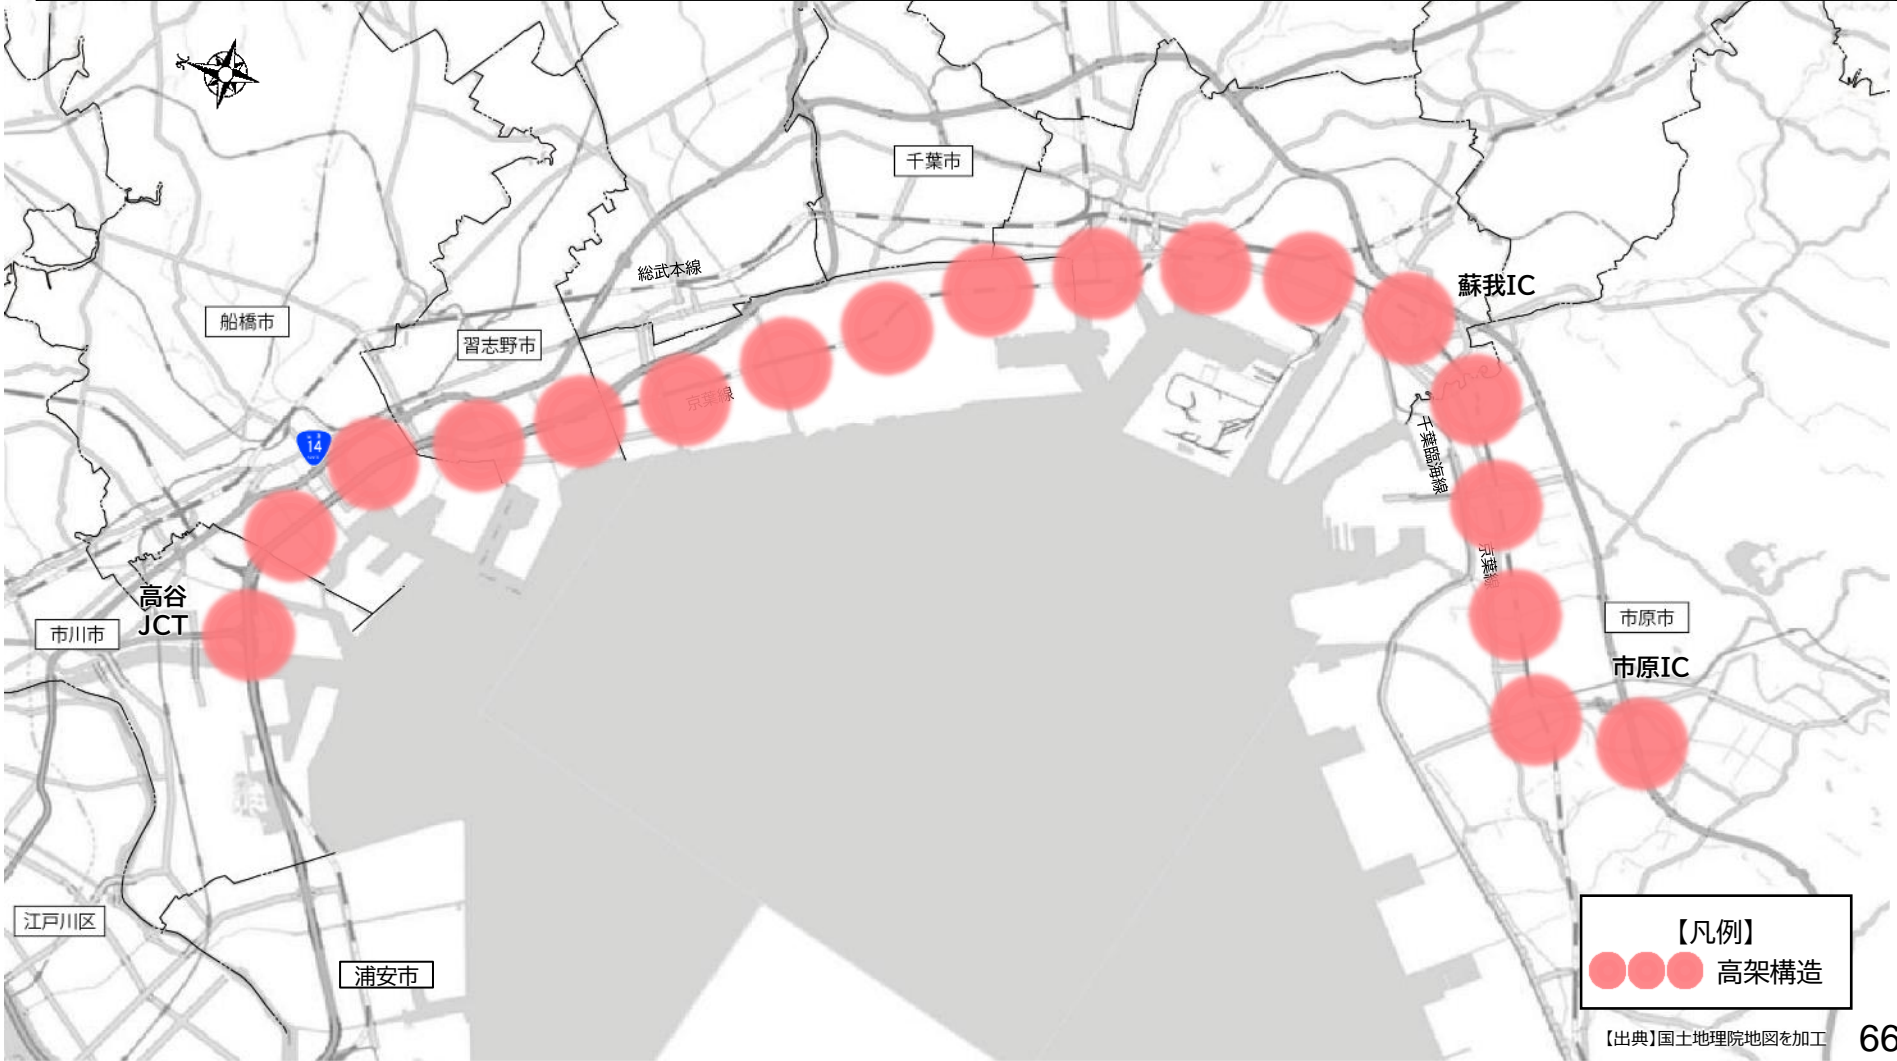 千葉市
総武本線
蘇我IC
船橋市
習志野市
京葉線
14
千葉臨海線
京葉線
高谷
JCT
市川市
市原市
市原IC
江戸川区
浦安市
【凡例】
高架構造
【出典】国土地理院地図を加工
66